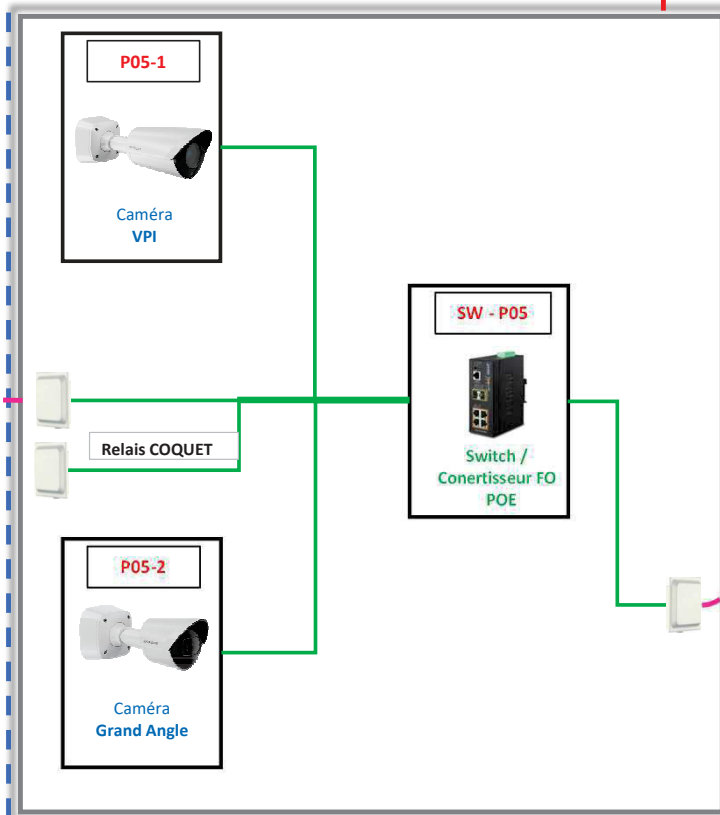 P05-1
Caméra
VPI
SW - P05
Switch /
Conertisseur FO
POE
Relais COQUET
P05-2
Caméra
Grand Angle